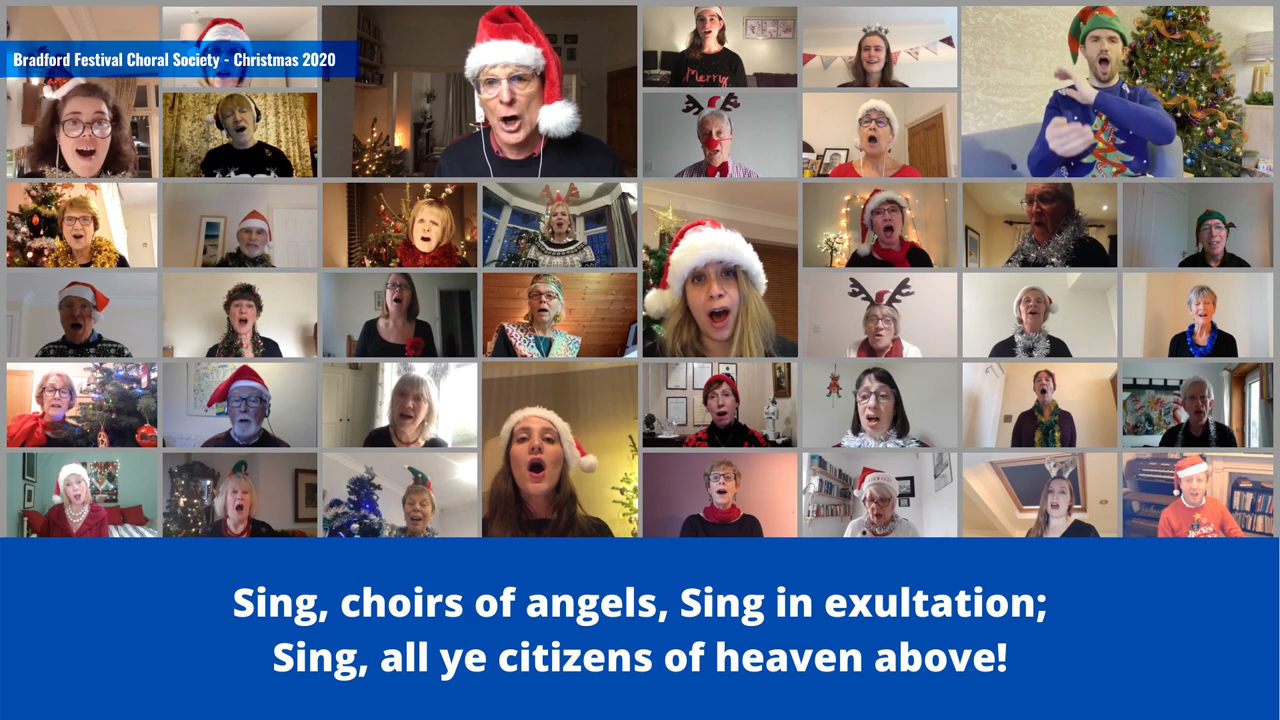 Bradford Festival Choral Society - Christmas 2020
Merry
Sing, choirs of angels, Sing in exultation;
Sing, all ye citizens of heaven above!